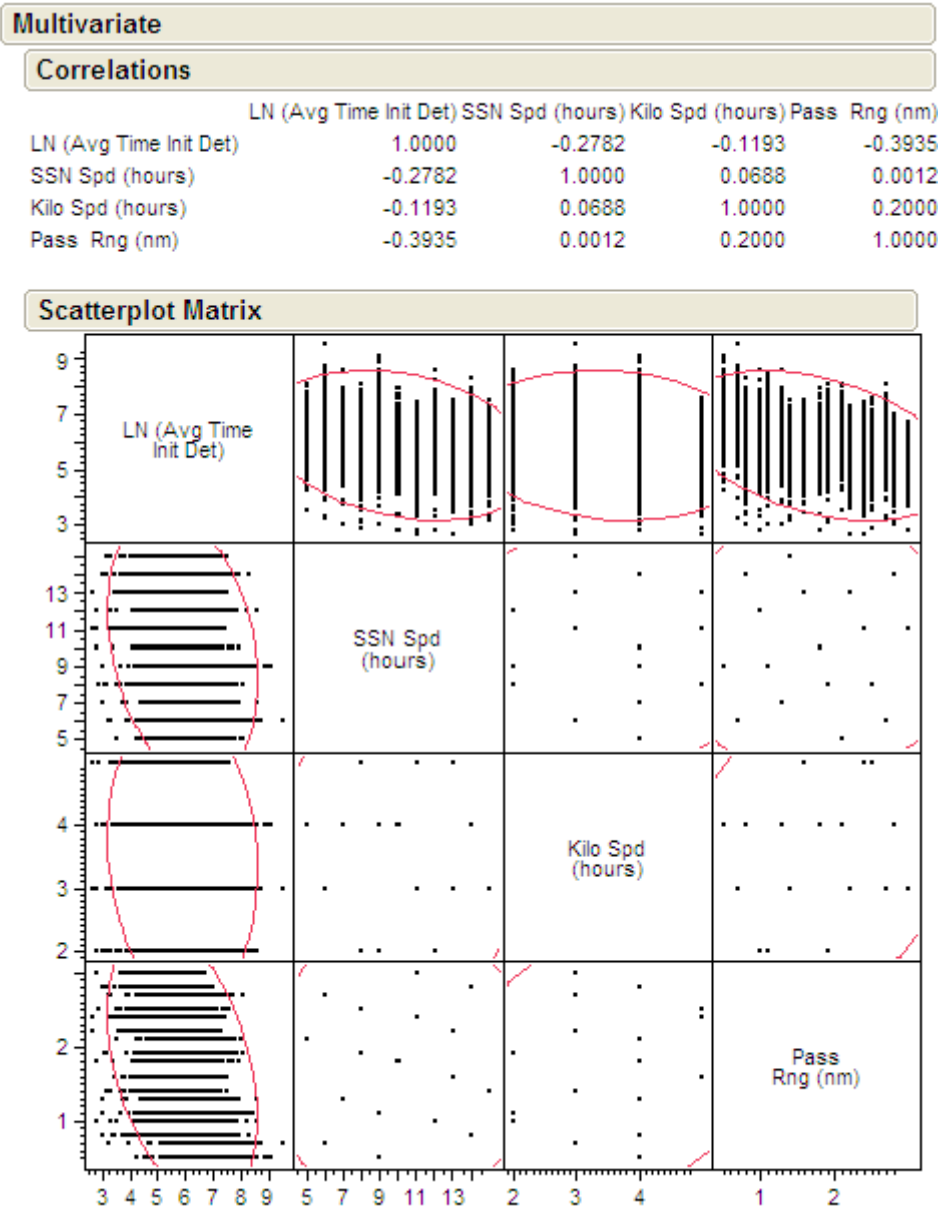 Multivariate
Correlations
LN (Avg Time Init Det) SSN Spd (hours) Kilo Spd (hours) Pass Rng (nm)
LN (Avg Time Init Det) 1.0000 -0.2782 -0.1193 -0.3935
SSN Spd (hours) -0.2782 1.0000 0.0688 0.0012
Kilo Spd (hours) -0.1193 0.0688 1.0000 0.2000
Pass Rng (nm) -0.3935 0.0012 0.2000 1.0000
Scatterplot Matrix
9
7
5
3
LN (Avg Time
Init Det)
13
11
9
7
5
SSN Spd
(hours)
4
3
2
Kilo Spd
(hours)
2
1
Pass
Rng (nm)
3 4 5 6 7 8 9 5 7 9 11 13 2 3 4 1 2